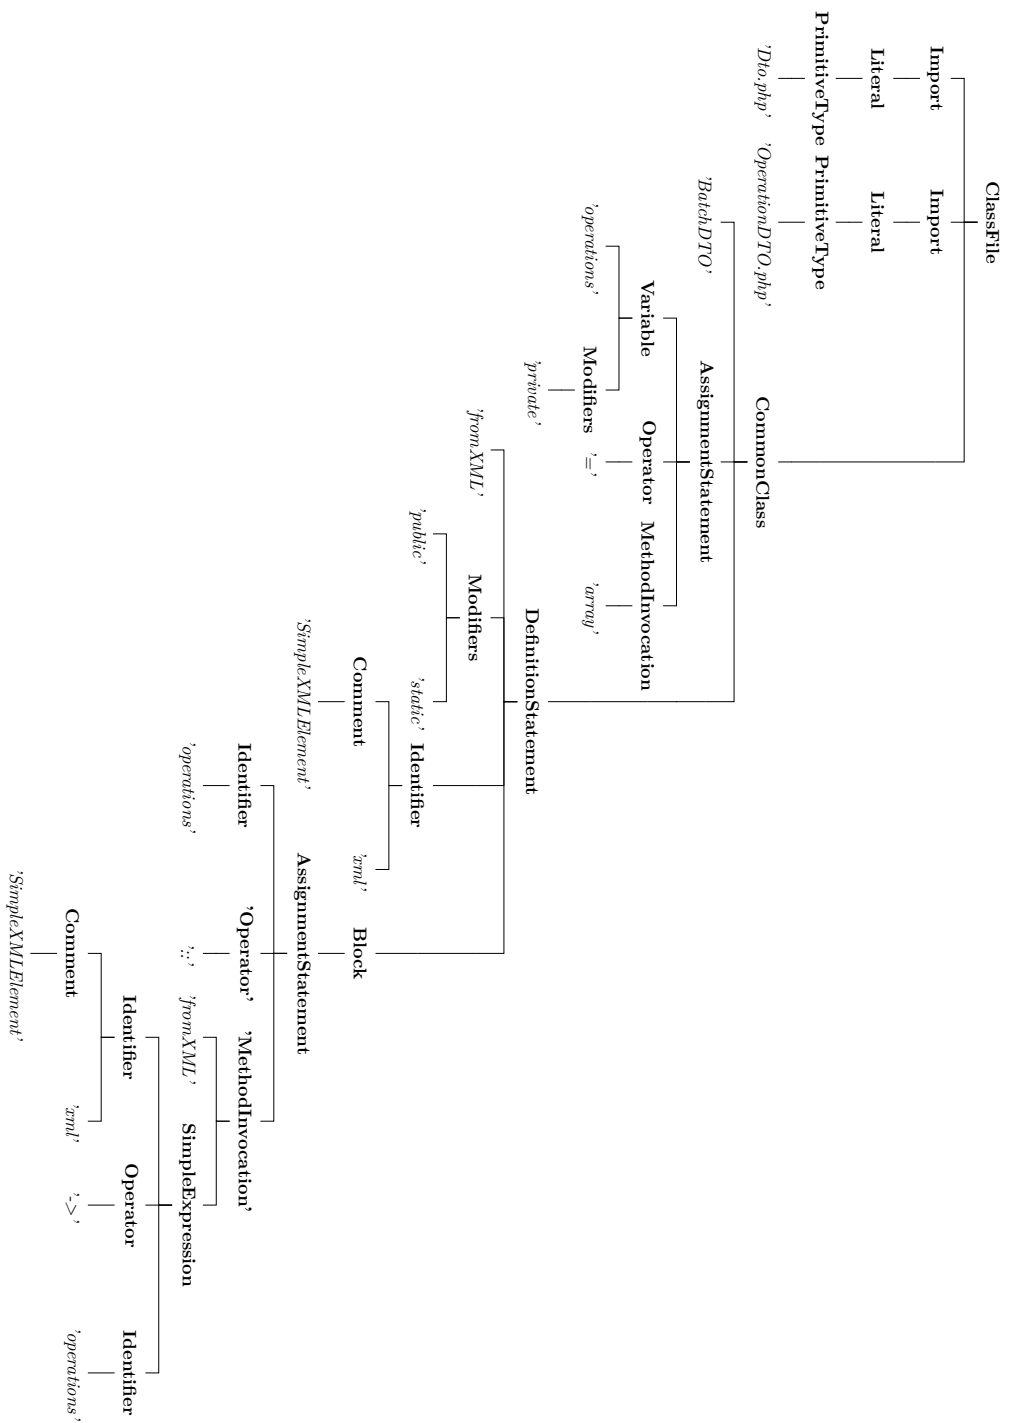 ClassFile
Import Import
Literal Literal
PrimitiveType PrimitiveType CommonClass
'Dto.php' 'OperationDTO.php'
'BatchDTO' AssignmentStatement
Variable Operator MethodInvocation
'operations' Modifiers '=' 'array'
'private' DefinitionStatement
'fromXML' Modifiers
'public' 'static' Identifier
Comment 'xml' Block
'SimpleXMLElement' AssignmentStatement
Identifier 'Operator' 'MethodInvocation'
'operations' '::' 'fromXML' SimpleExpression
Identifier Operator Identifier
Comment 'xml' '->' 'operations'
'SimpleXMLElement'